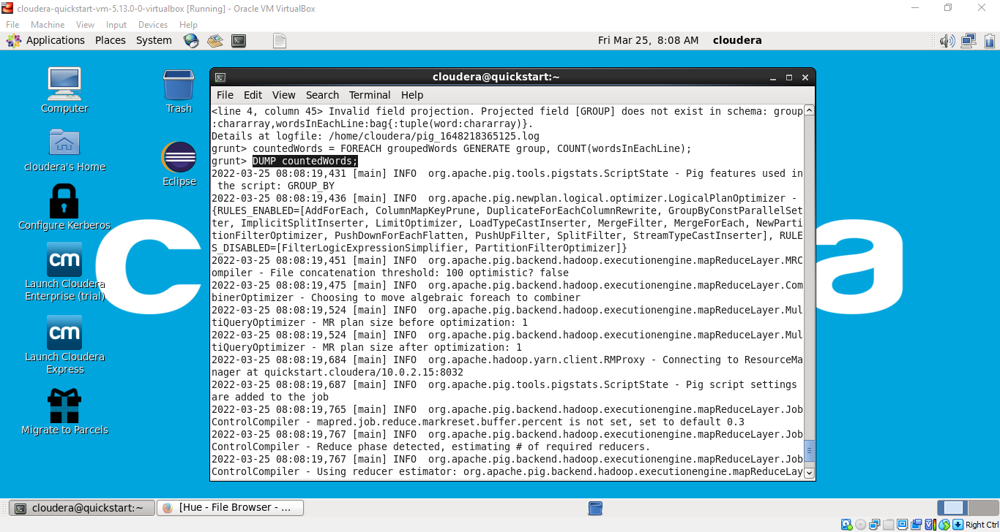 cloudera-quickstart-vm-5.13.0-0-virtualbox [Running] - Oracle VM VirtualBox
File Machine View Input Devices Help
Applications Places System
Fri Mar 25, 8:08 AM cloudera
Computer
Trash
cloudera's Home
Eclipse
Configure Kerberos
cm
Launch Cloudera
Enterprise (trial)
cm
Launch Cloudera
Express
Migrate to Parcels
c
a
cloudera@quickstart:~
File Edit View Search Terminal Help
<line 4, column 45> Invalid field projection. Projected field [GROUP] does not exist in schema: group
:chararray,wordsInEachLine:bag{:tuple(word:chararray)}.
Details at logfile: /home/cloudera/pig_1648218365125.log
grunt> countedWords = FOREACH groupedWords GENERATE group, COUNT(wordsInEachLine);
grunt> DUMP countedWords;
2022-03-25 08:08:19,431 [main] INFO  org.apache.pig.tools.pigstats.ScriptState - Pig features used in
 the script: GROUP_BY
2022-03-25 08:08:19,436 [main] INFO  org.apache.pig.newplan.logical.optimizer.LogicalPlanOptimizer -
{RULES_ENABLED=[AddForEach, ColumnMapKeyPrune, DuplicateForEachColumnRewrite, GroupByConstParallelSet
ter, ImplicitSplitInserter, LimitOptimizer, LoadTypeCastInserter, MergeFilter, MergeForEach, NewParti
tionFilterOptimizer, PushDownForEachFlatten, PushUpFilter, SplitFilter, StreamTypeCastInserter], RULE
S_DISABLED=[FilterLogicExpressionSimplifier, PartitionFilterOptimizer]}
2022-03-25 08:08:19,451 [main] INFO  org.apache.pig.backend.hadoop.executionengine.mapReduceLayer.MRC
ompiler - File concatenation threshold: 100 optimistic? false
2022-03-25 08:08:19,475 [main] INFO  org.apache.pig.backend.hadoop.executionengine.mapReduceLayer.Com
binerOptimizer - Choosing to move algebraic foreach to combiner
2022-03-25 08:08:19,524 [main] INFO  org.apache.pig.backend.hadoop.executionengine.mapReduceLayer.Mul
tiQueryOptimizer - MR plan size before optimization: 1
2022-03-25 08:08:19,524 [main] INFO  org.apache.pig.backend.hadoop.executionengine.mapReduceLayer.Mul
tiQueryOptimizer - MR plan size after optimization: 1
2022-03-25 08:08:19,684 [main] INFO  org.apache.hadoop.yarn.client.RMProxy - Connecting to ResourceMa
nager at quickstart.cloudera/10.0.2.15:8032
2022-03-25 08:08:19,687 [main] INFO  org.apache.pig.tools.pigstats.ScriptState - Pig script settings
are added to the job
2022-03-25 08:08:19,765 [main] INFO  org.apache.pig.backend.hadoop.executionengine.mapReduceLayer.Job
ControlCompiler - mapred.job.reduce.markreset.buffer.percent is not set, set to default 0.3
2022-03-25 08:08:19,767 [main] INFO  org.apache.pig.backend.hadoop.executionengine.mapReduceLayer.Job
ControlCompiler - Reduce phase detected, estimating # of required reducers.
2022-03-25 08:08:19,767 [main] INFO  org.apache.pig.backend.hadoop.executionengine.mapReduceLayer.Job
ControlCompiler - Using reducer estimator: org.apache.pig.backend.hadoop.executionengine.mapReduceLay
cloudera@quickstart:~
[Hue - File Browser - ...
Right Ctrl